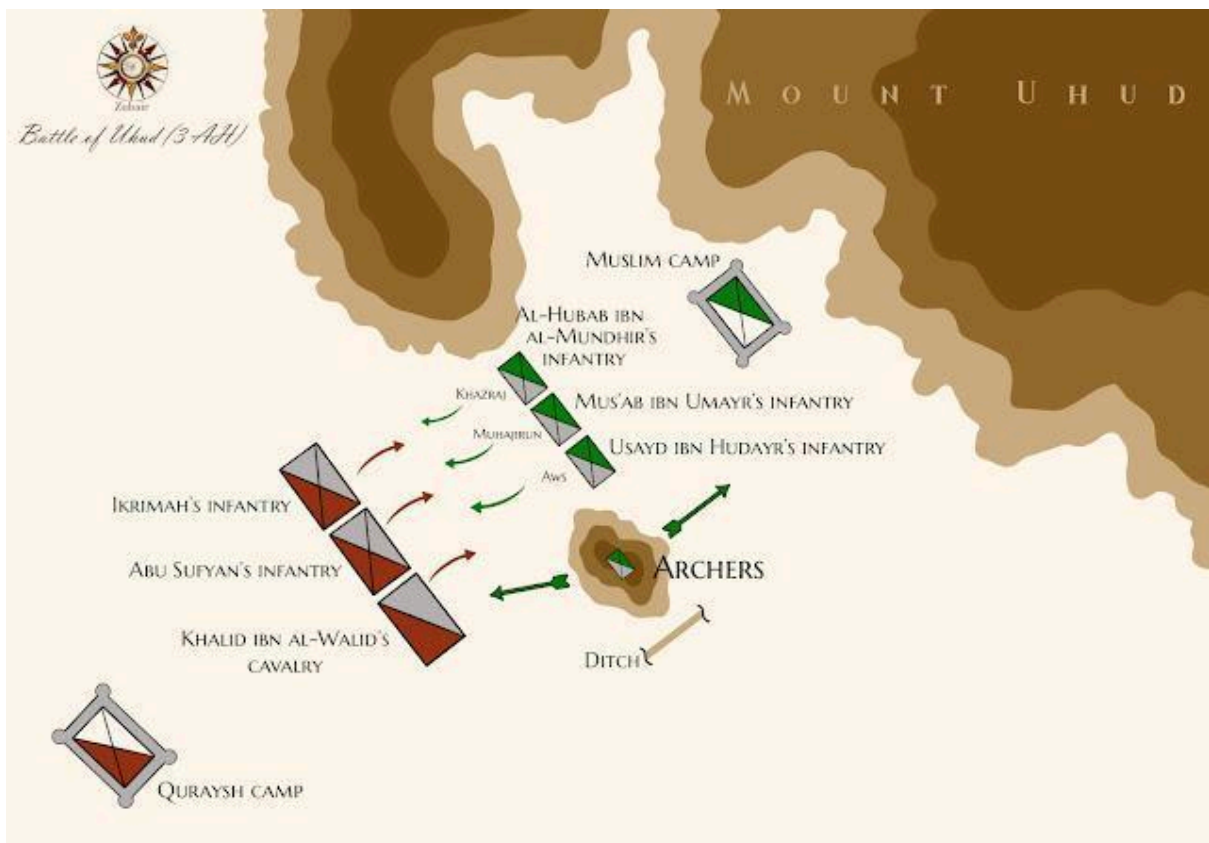 Zubair
Battle of Uhud (3 AH)
MOUNT UHUD
MUSLIM CAMP
AL-HUBAB IBN
AL-MUNDHIR'S
INFANTRY
KHAZRAJ
MUS'AB IBN UMAYR'S INFANTRY
MUHAJIRUN
USAYD IBN HUDAYR'S INFANTRY
AWS
IKRIMAH'S INFANTRY
ABU SUFYAN'S INFANTRY
ARCHERS
KHALID IBN AL-WALID'S
CAVALRY
DITCH
QURAYSH CAMP